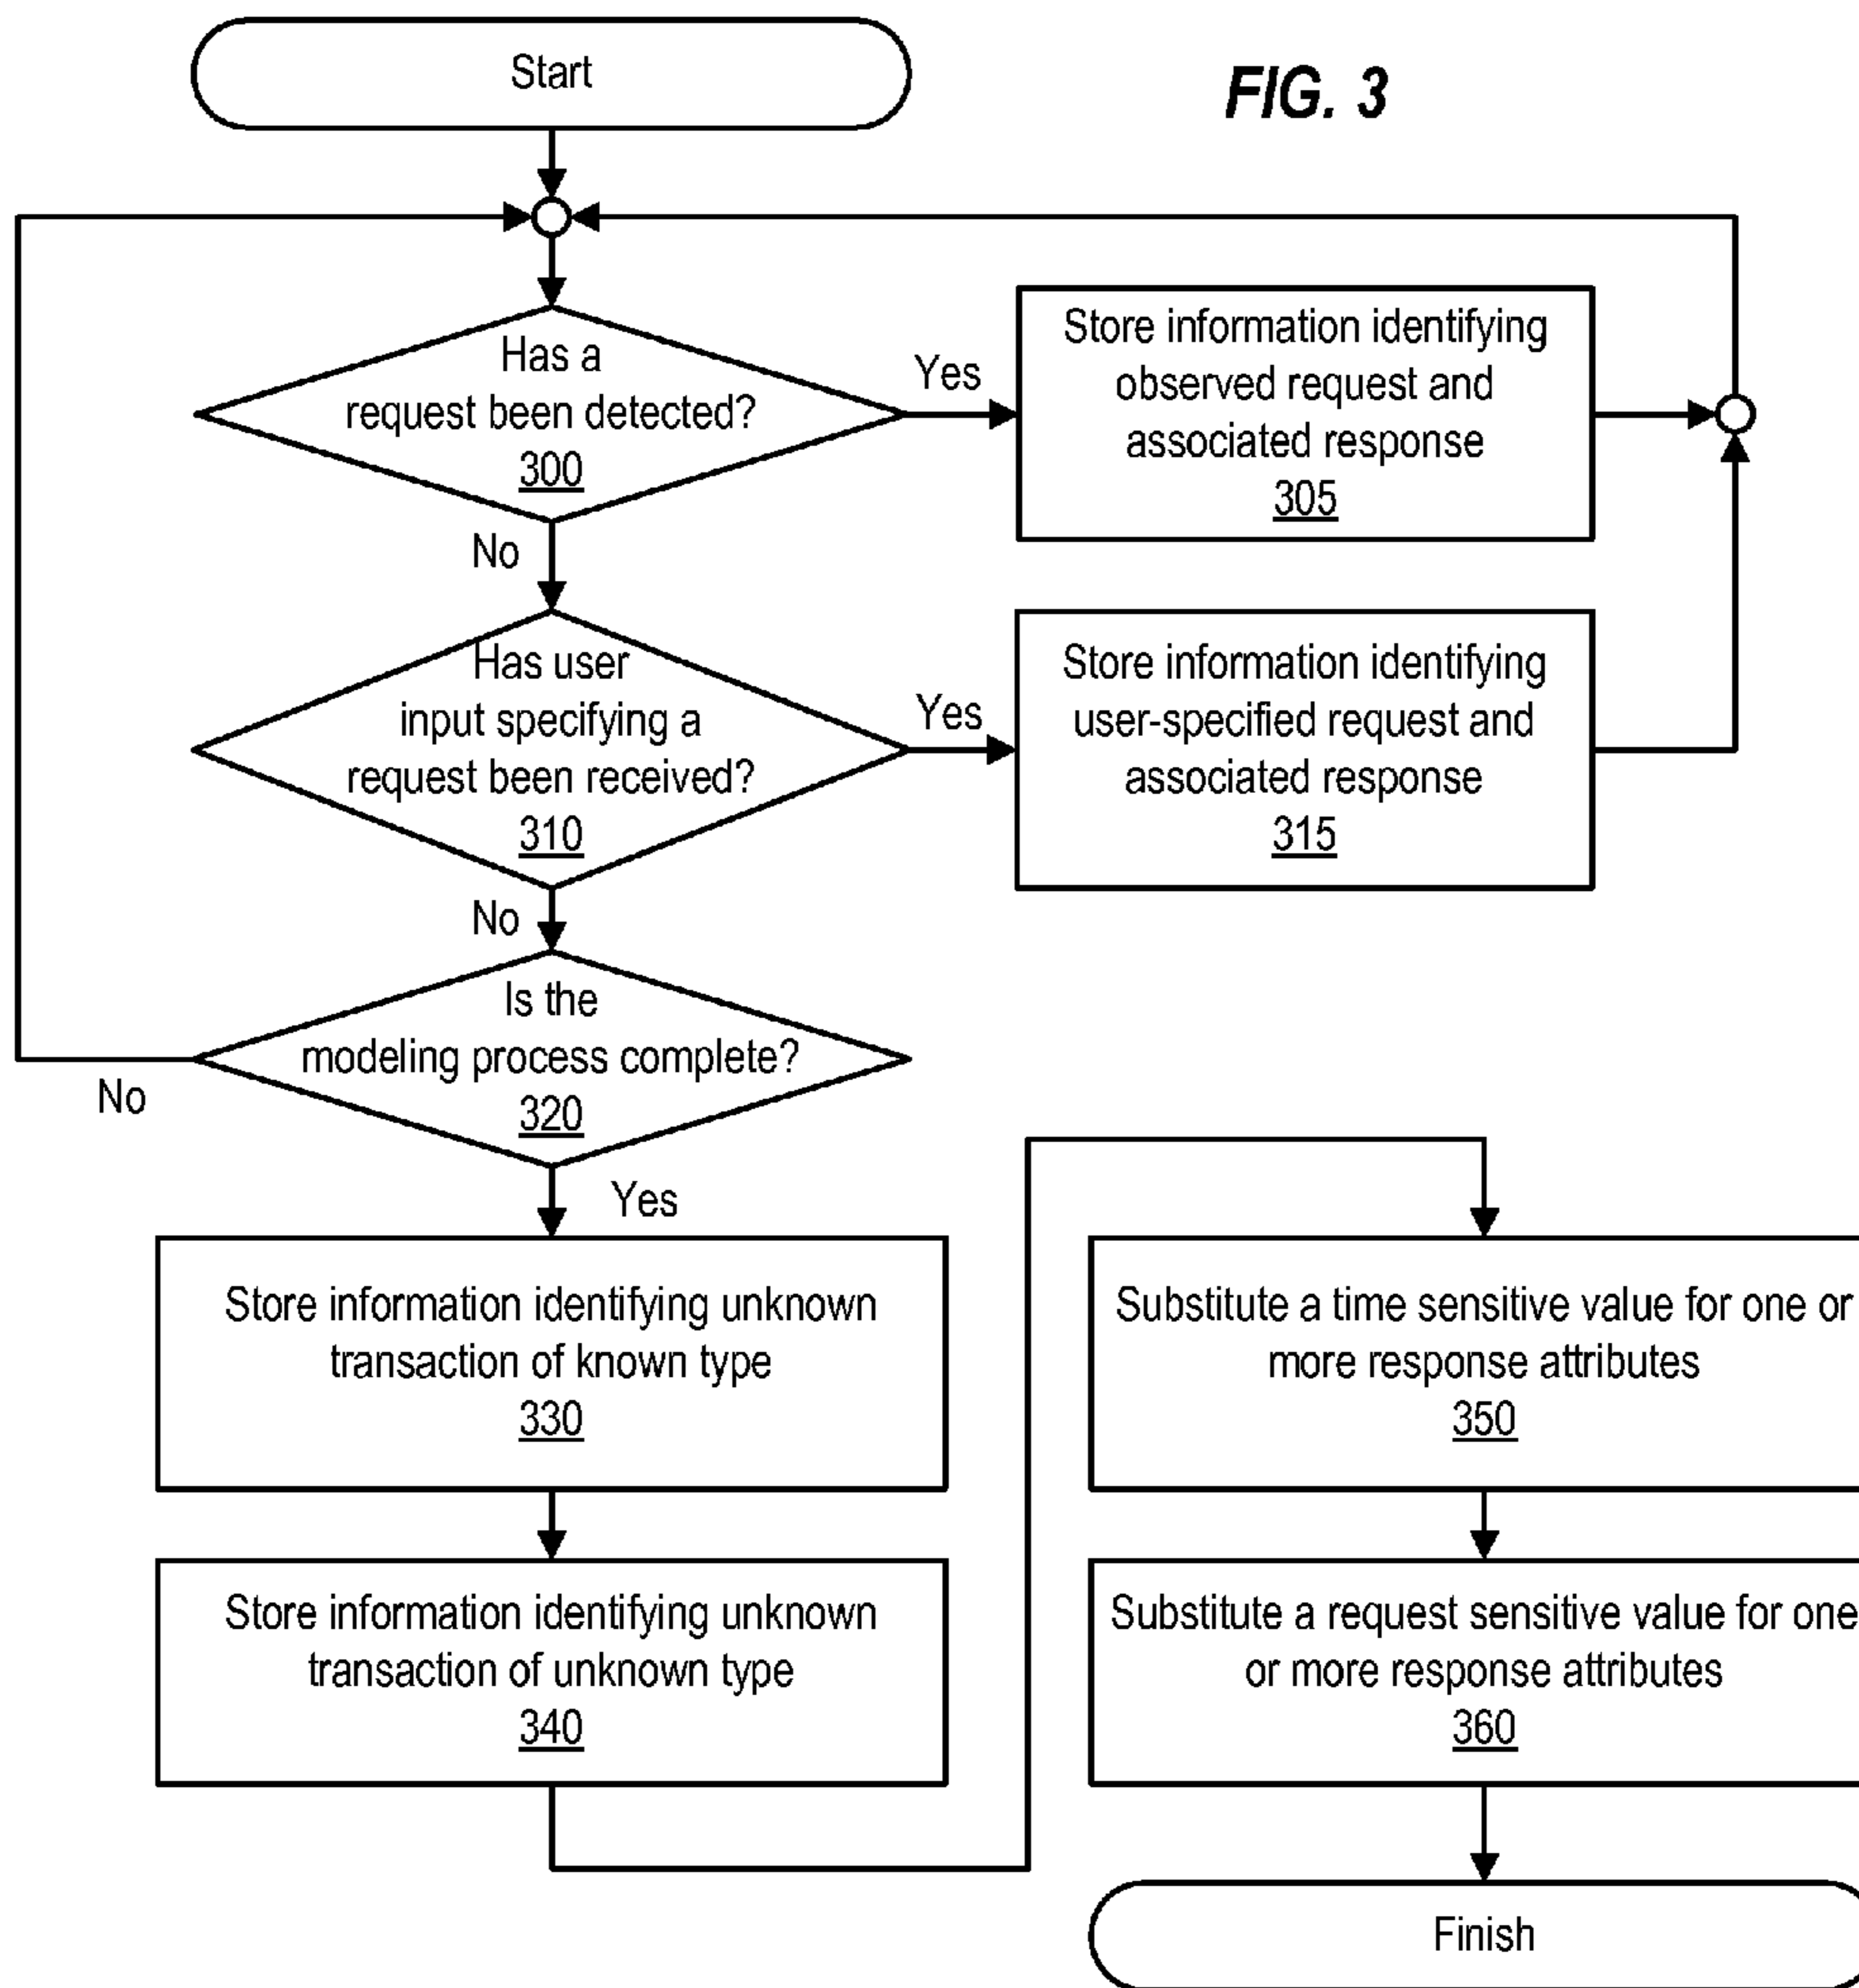 Start
FIG. 3
Has a
request been detected?
300
Yes
Store information identifying
observed request and
associated response
305
No
Has user
input specifying a
request been received?
310
Yes
Store information identifying
user-specified request and
associated response
315
No
Is the
modeling process complete?
320
No
Yes
Store information identifying unknown
transaction of known type
330
Store information identifying unknown
transaction of unknown type
340
Substitute a time sensitive value for one or
more response attributes
350
Substitute a request sensitive value for one
or more response attributes
360
Finish